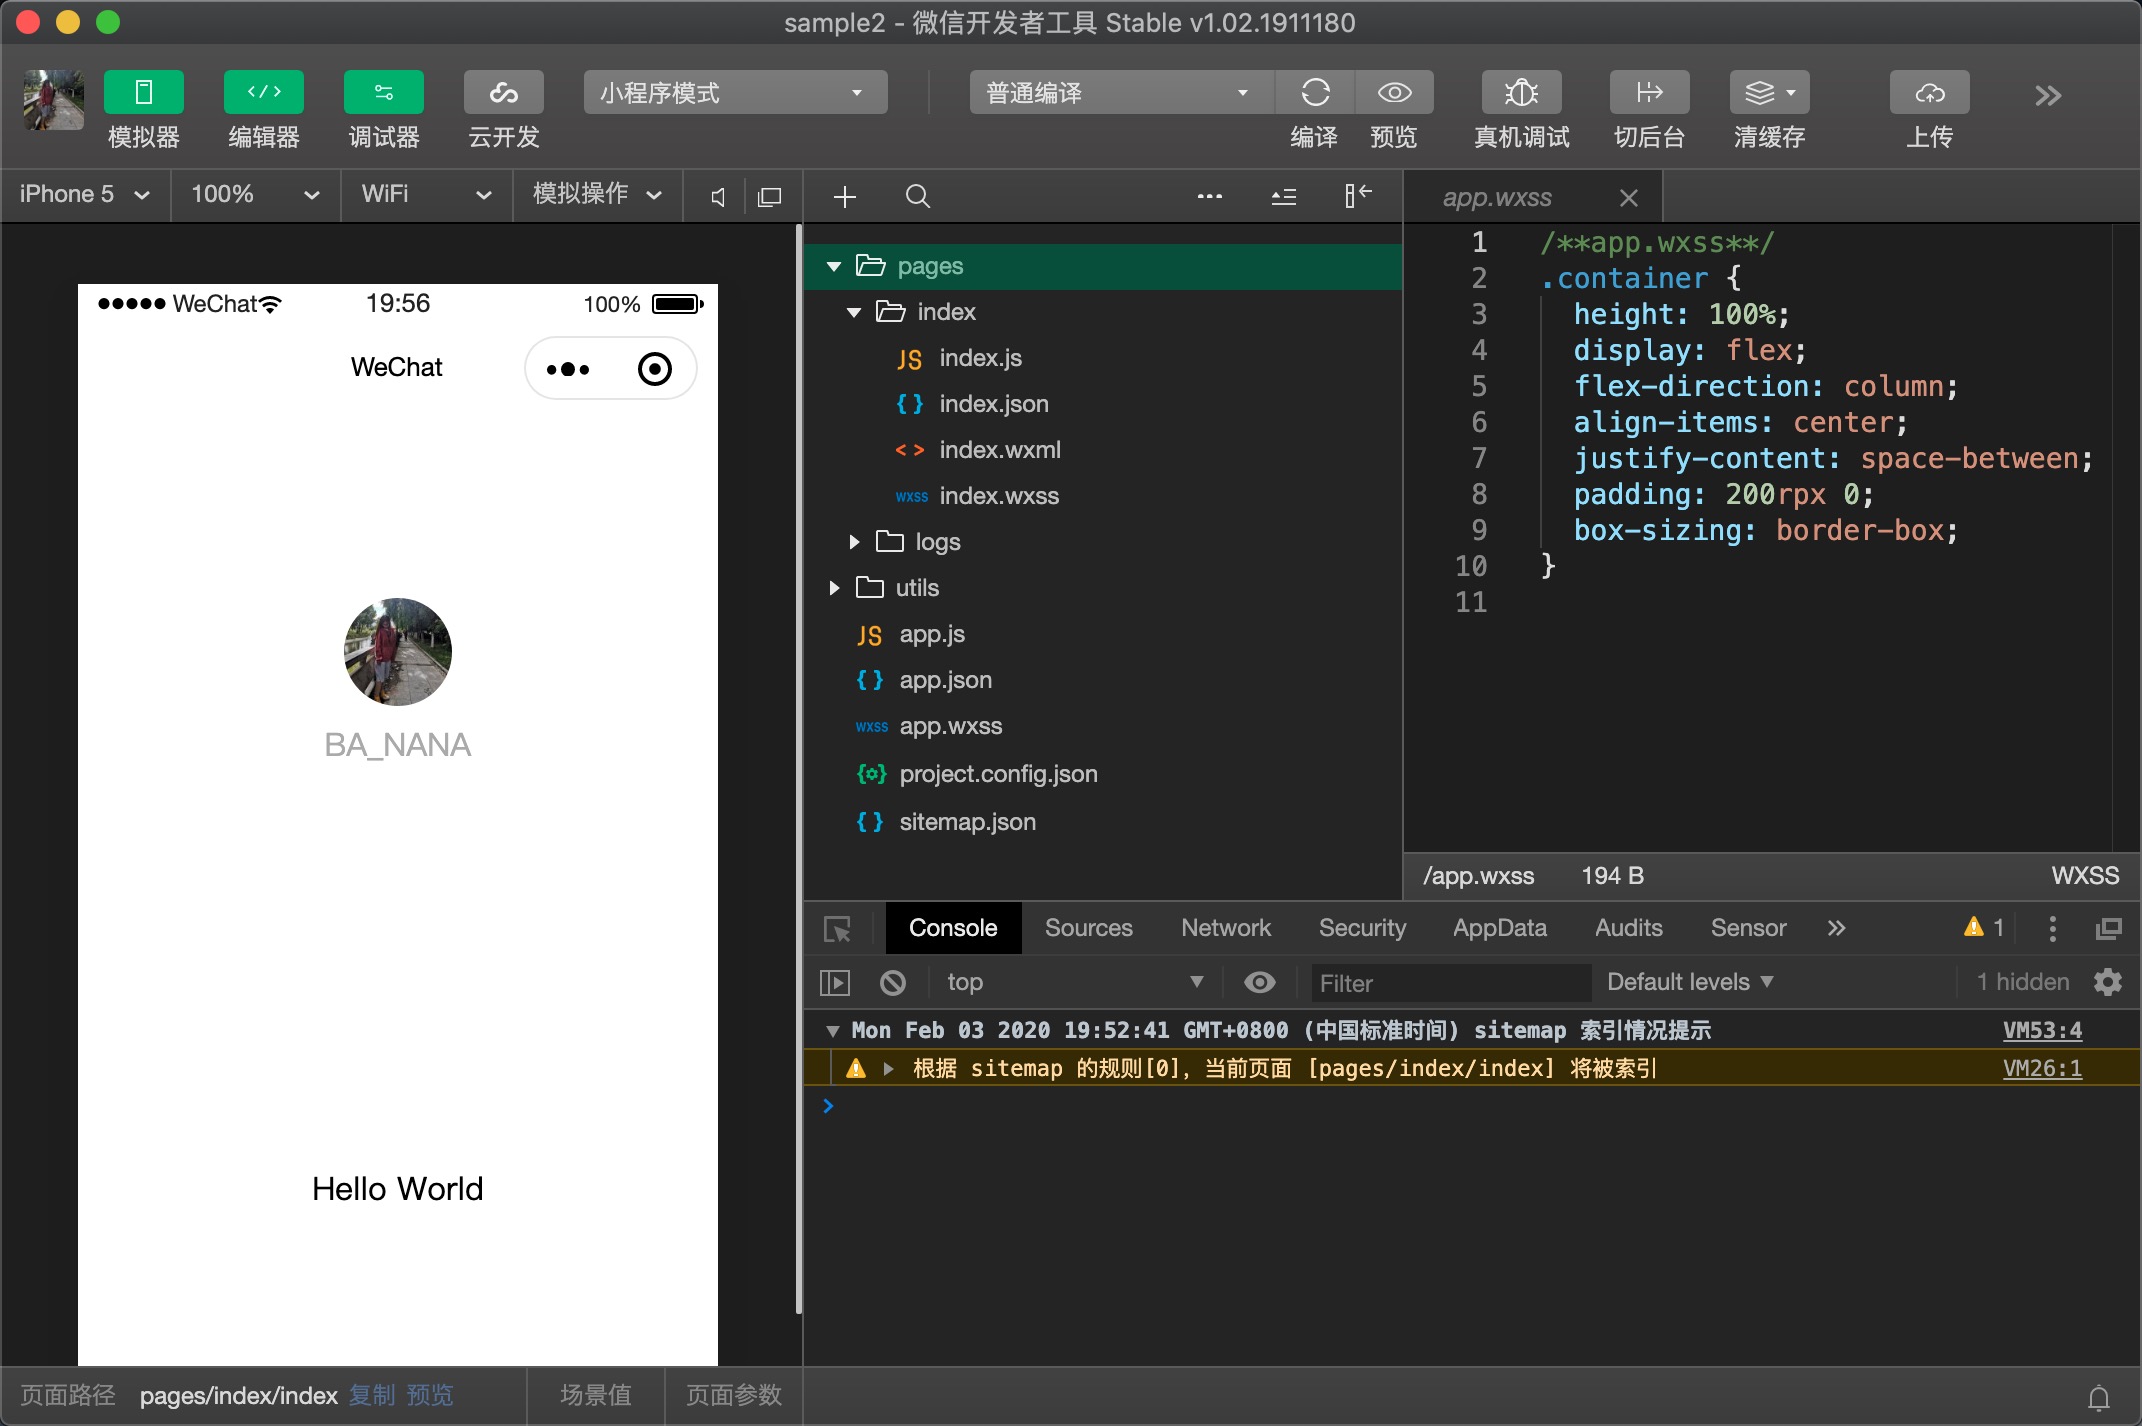 sample2 - 微信开发者工具 Stable v1.02.1911180
模拟器 编辑器 调试器 云开发 小程序模式 普通编译 编译 预览 真机调试 切后台 清缓存 上传
iPhone 5 100% WiFi 模拟操作
WeChat 19:56 100%
WeChat
BA_NANA
Hello World
pages
index
JS index.js
{ } index.json
< > index.wxml
wxss index.wxss
logs
utils
JS app.js
{ } app.json
wxss app.wxss
project.config.json
{ } sitemap.json
app.wxss
1 /**app.wxss**/
2 .container {
3 height: 100%;
4 display: flex;
5 flex-direction: column;
6 align-items: center;
7 justify-content: space-between;
8 padding: 200rpx 0;
9 box-sizing: border-box;
10 }
11
/app.wxss 194 B WXSS
Console Sources Network Security AppData Audits Sensor 1
top Filter Default levels 1 hidden
Mon Feb 03 2020 19:52:41 GMT+0800 (中国标准时间) sitemap 索引情况提示 VM53:4
根据 sitemap 的规则[0]，当前页面 [pages/index/index] 将被索引 VM26:1
页面路径 pages/index/index 复制 预览 场景值 页面参数